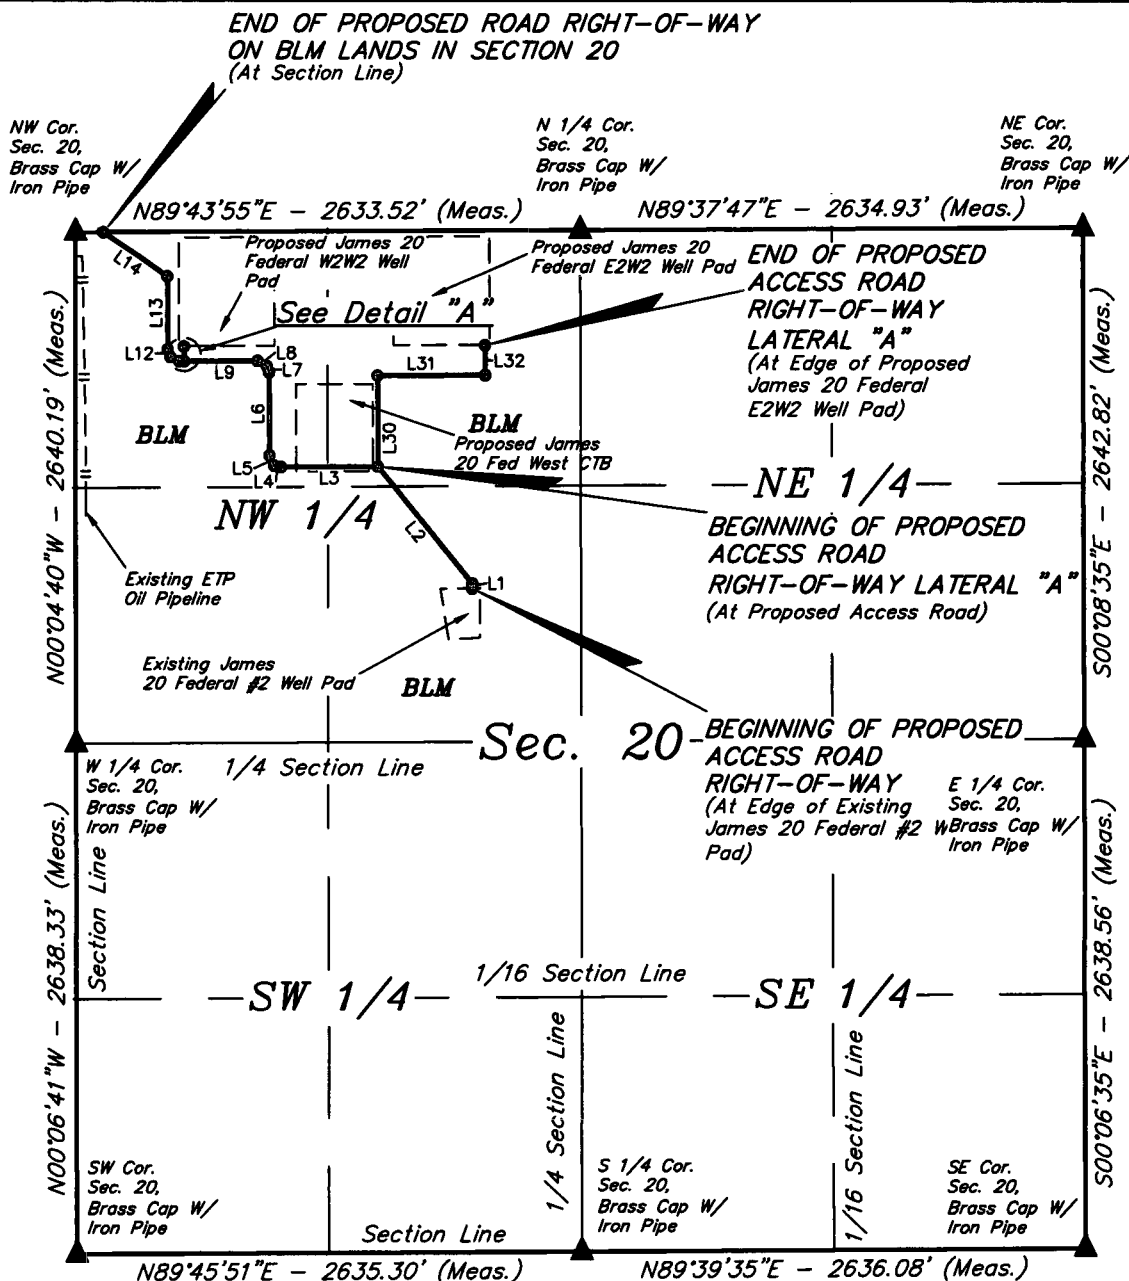 END OF PROPOSED ROAD RIGHT-OF-WAY
ON BLM LANDS IN SECTION 20
(At Section Line)
NW Cor.
Sec. 20,
Brass Cap W/
Iron Pipe
N 1/4 Cor.
Sec. 20,
Brass Cap W/
Iron Pipe
NE Cor.
Sec. 20,
Brass Cap W/
Iron Pipe
N89°43'55"E - 2633.52' (Meas.)
N89°37'47"E - 2634.93' (Meas.)
Proposed James 20
Federal W2W2 Well
Pad
Proposed James 20
Federal E2W2 Well Pad
END OF PROPOSED
ACCESS ROAD
RIGHT-OF-WAY
LATERAL "A"
(At Edge of Proposed
James 20 Federal
E2W2 Well Pad)
See Detail "A"
L14
L13
L12
L9
L8
L7
L6
L5
L4
L3
L30
L31
L32
L2
L1
BLM
BLM
Proposed James
20 Fed West CTB
NW 1/4
NE 1/4
BEGINNING OF PROPOSED
ACCESS ROAD
RIGHT-OF-WAY LATERAL "A"
(At Proposed Access Road)
Existing ETP
Oil Pipeline
Existing James
20 Federal #2 Well Pad
BLM
N00°04'40"W - 2640.19' (Meas.)
S00°08'35"E - 2642.82' (Meas.)
Sec. 20
BEGINNING OF PROPOSED
ACCESS ROAD
RIGHT-OF-WAY
(At Edge of Existing
James 20 Federal #2 W
Pad)
W 1/4 Cor.
Sec. 20,
Brass Cap W/
Iron Pipe
1/4 Section Line
E 1/4 Cor.
Sec. 20,
Brass Cap W/
Iron Pipe
Section Line
N00°06'41"W - 2638.33' (Meas.)
S00°06'35"E - 2638.56' (Meas.)
1/16 Section Line
SW 1/4
SE 1/4
1/4 Section Line
1/16 Section Line
SW Cor.
Sec. 20,
Brass Cap W/
Iron Pipe
S 1/4 Cor.
Sec. 20,
Brass Cap W/
Iron Pipe
SE Cor.
Sec. 20,
Brass Cap W/
Iron Pipe
Section Line
N89°45'51"E - 2635.30' (Meas.)
N89°39'35"E - 2636.08' (Meas.)